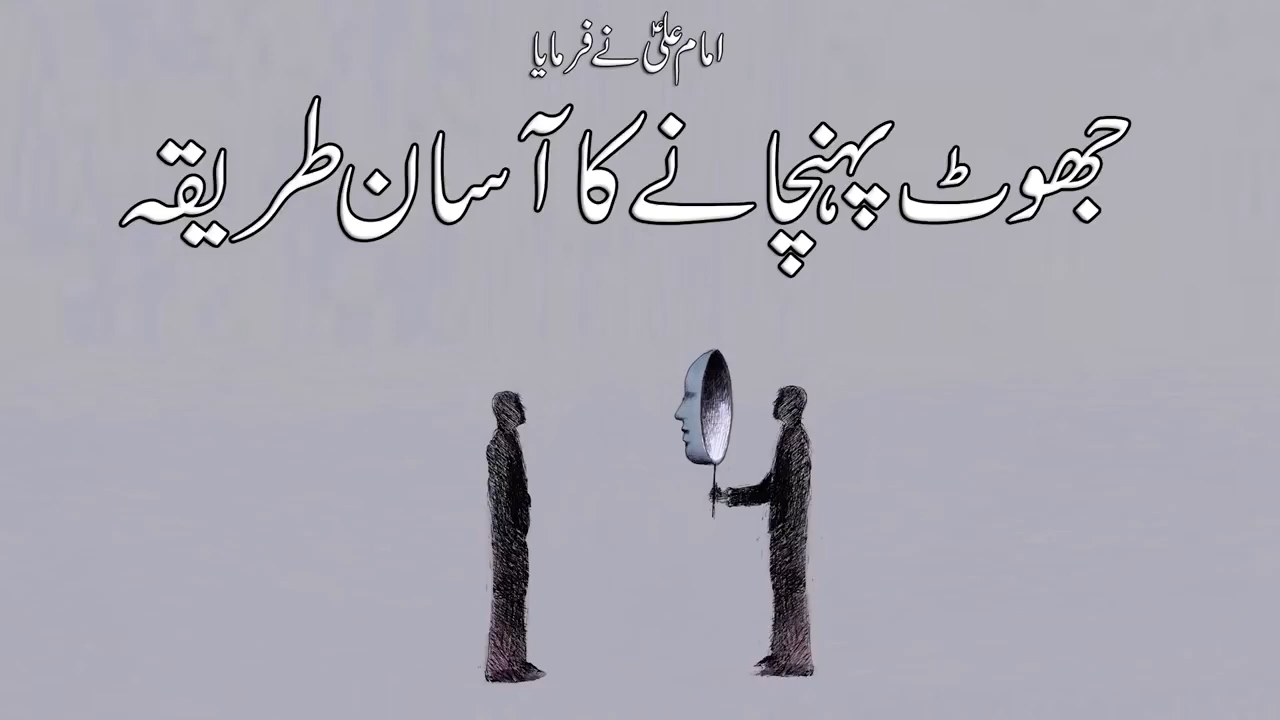 امام علیؑ نے فرمایا
جھوٹ پہنچانے کا آسان طریقہ